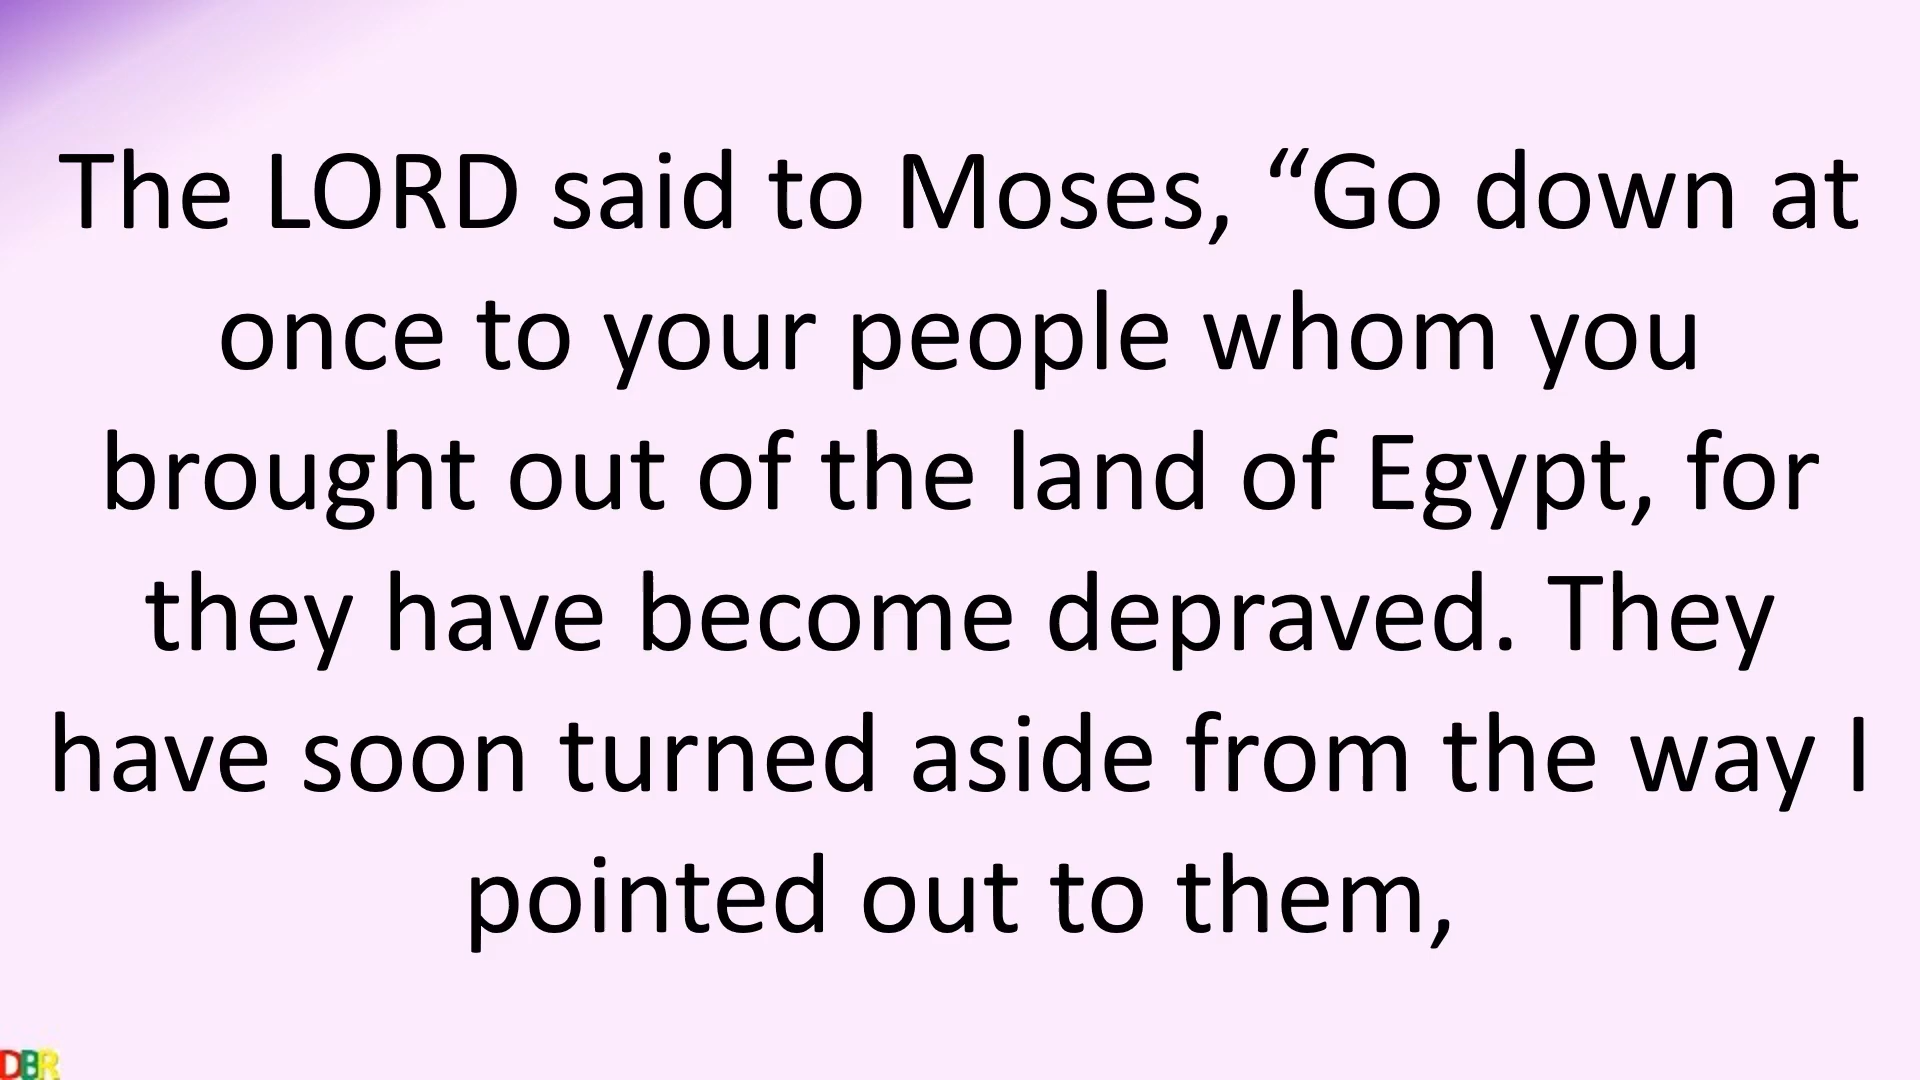 The LORD said to Moses, “Go down at
once to your people whom you
brought out of the land of Egypt, for
they have become depraved. They
have soon turned aside from the way I
pointed out to them,
DBR